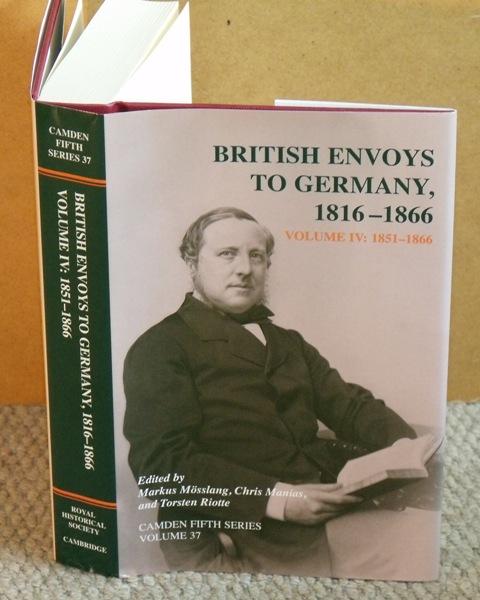 CAMDEN
FIFTH
SERIES 37
BRITISH ENVOYS TO GERMANY, 1816–1866
VOLUME IV: 1851–1866
ROYAL
HISTORICAL
SOCIETY
CAMBRIDGE
BRITISH ENVOYS
TO GERMANY,
1816–1866
VOLUME IV: 1851–1866
Edited by
Markus Mösslang, Chris Manias,
and Torsten Riotte
CAMDEN FIFTH SERIES
VOLUME 37